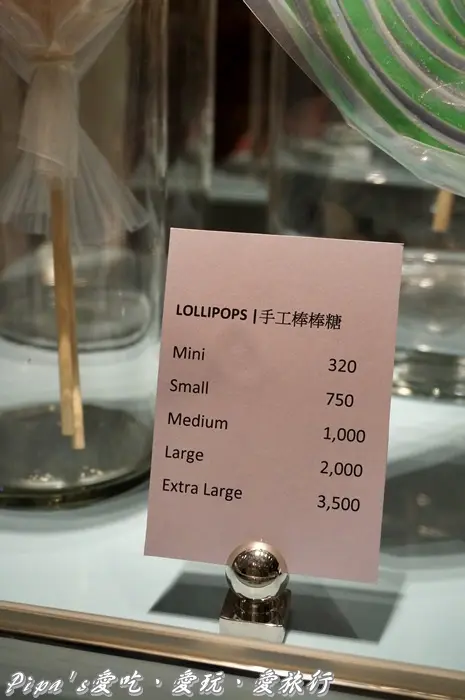 LOLLIPOPS | 手工棒棒糖
Mini 320
Small 750
Medium 1,000
Large 2,000
Extra Large 3,500
Pipa's愛吃、愛玩、愛旅行